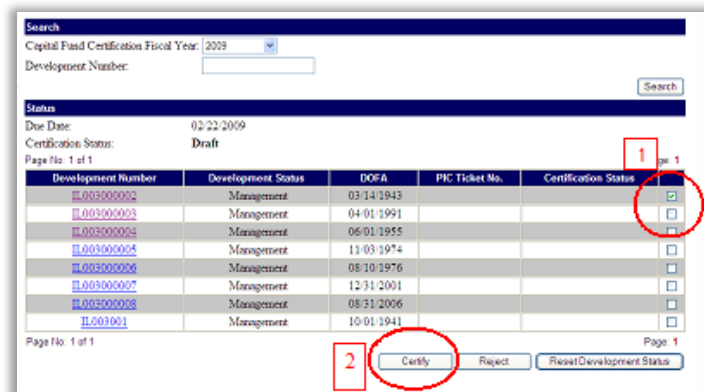 Search
Capital Fund Certification Fiscal Year: 2009
Development Number:
Search
Status
Due Date: 02/22/2009
Certification Status: Draft
Page No: 1 of 1 1 ge: 1
Development Number Development Status DOFA PIC Ticket No. Certification Status
IL003000002 Management 03/14/1943
IL003000003 Management 04/01/1991
IL003000004 Management 06/01/1955
IL003000005 Management 11/03/1974
IL003000006 Management 08/10/1976
IL003000007 Management 12/31/2001
IL003000008 Management 08/31/2006
IL003001 Management 10/01/1941
Page No: 1 of 1 Page: 1
2 Certify Reject Reset Development Status